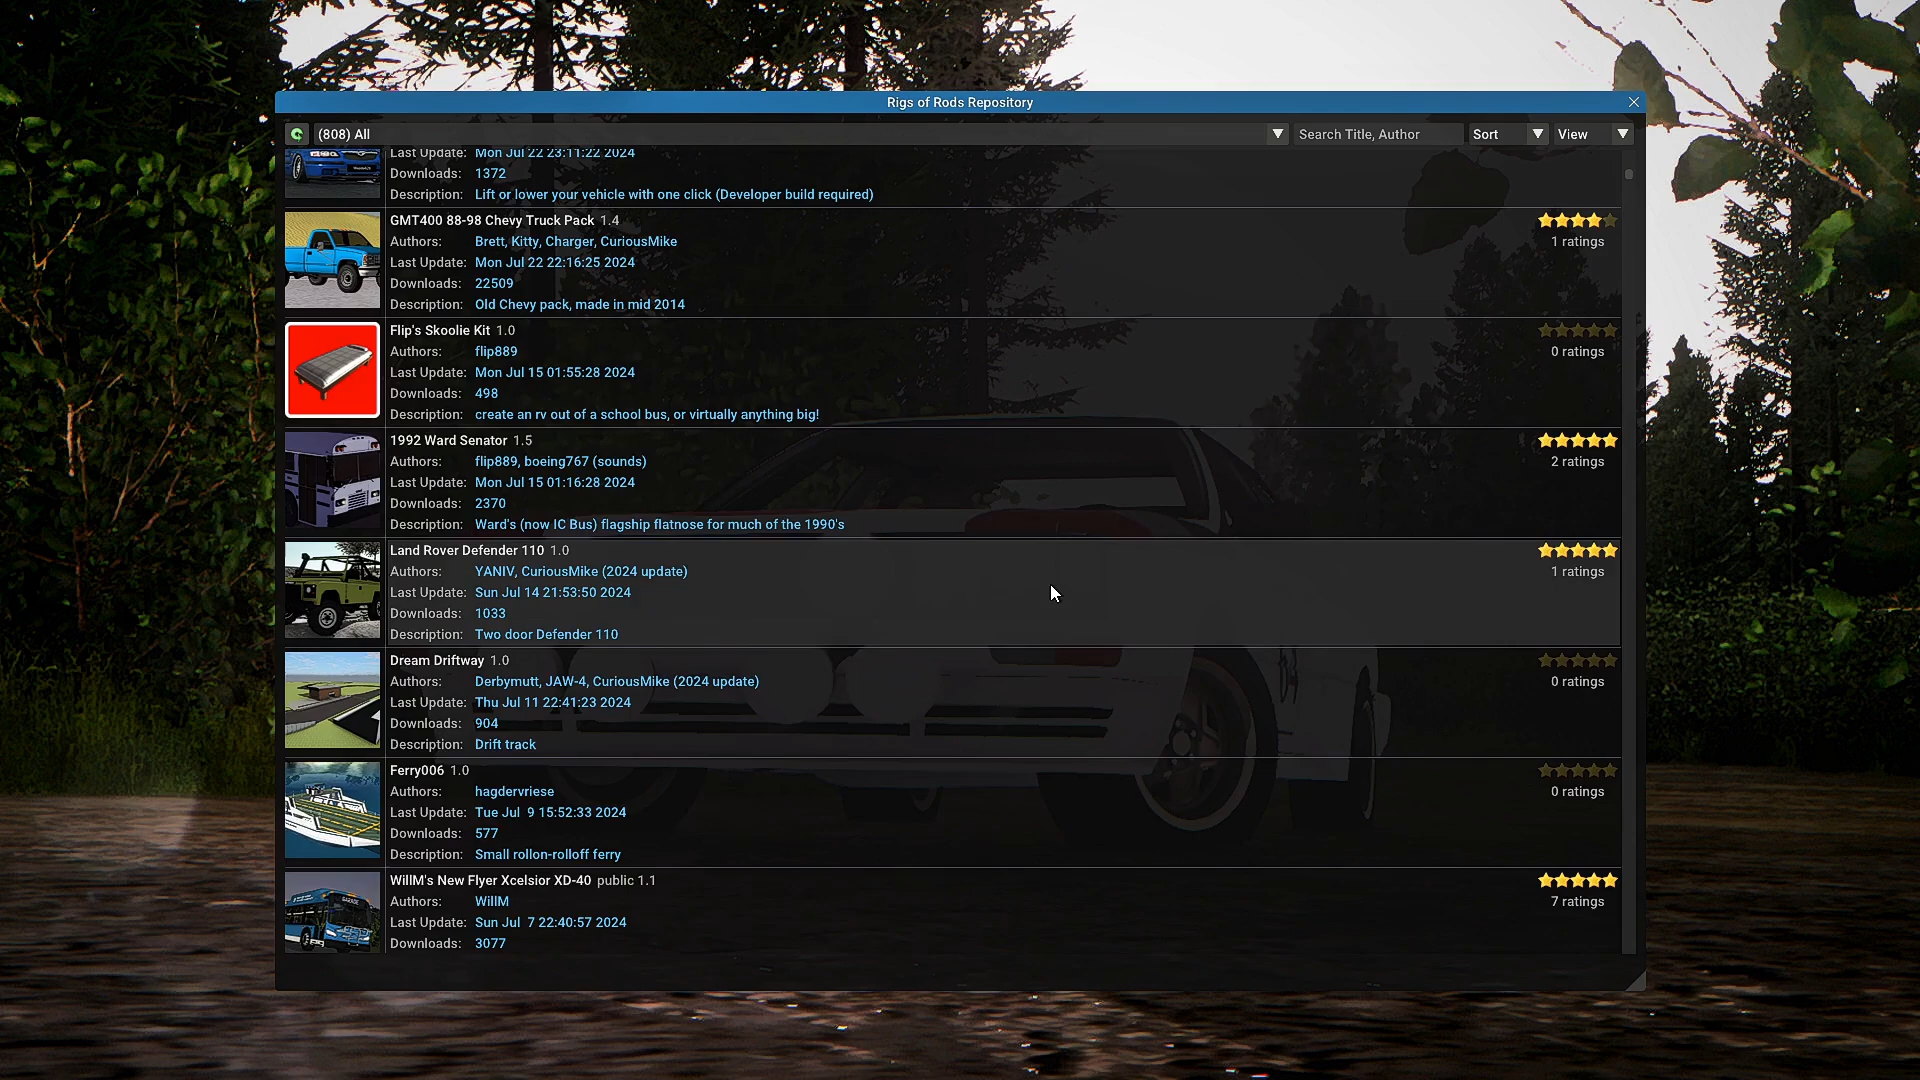 Rigs of Rods Repository
(808) All
Search Title, Author
Sort
View
Last Update: Mon Jul 22 23:11:22 2024
Downloads: 1372
Description: Lift or lower your vehicle with one click (Developer build required)
GMT400 88-98 Chevy Truck Pack 1.4
Authors: Brett, Kitty, Charger, CuriousMike
1 ratings
Last Update: Mon Jul 22 22:16:25 2024
Downloads: 22509
Description: Old Chevy pack, made in mid 2014
Flip's Skoolie Kit 1.0
Authors: flip889
0 ratings
Last Update: Mon Jul 15 01:55:28 2024
Downloads: 498
Description: create an rv out of a school bus, or virtually anything big!
1992 Ward Senator 1.5
Authors: flip889, boeing767 (sounds)
2 ratings
Last Update: Mon Jul 15 01:16:28 2024
Downloads: 2370
Description: Ward's (now IC Bus) flagship flatnose for much of the 1990's
Land Rover Defender 110 1.0
Authors: YANIV, CuriousMike (2024 update)
1 ratings
Last Update: Sun Jul 14 21:53:50 2024
Downloads: 1033
Description: Two door Defender 110
Dream Driftway 1.0
Authors: Derbymutt, JAW-4, CuriousMike (2024 update)
0 ratings
Last Update: Thu Jul 11 22:41:23 2024
Downloads: 904
Description: Drift track
Ferry006 1.0
Authors: hagdervriese
0 ratings
Last Update: Tue Jul  9 15:52:33 2024
Downloads: 577
Description: Small rollon-rolloff ferry
WillM's New Flyer Xcelsior XD-40 public 1.1
Authors: WillM
7 ratings
Last Update: Sun Jul  7 22:40:57 2024
Downloads: 3077